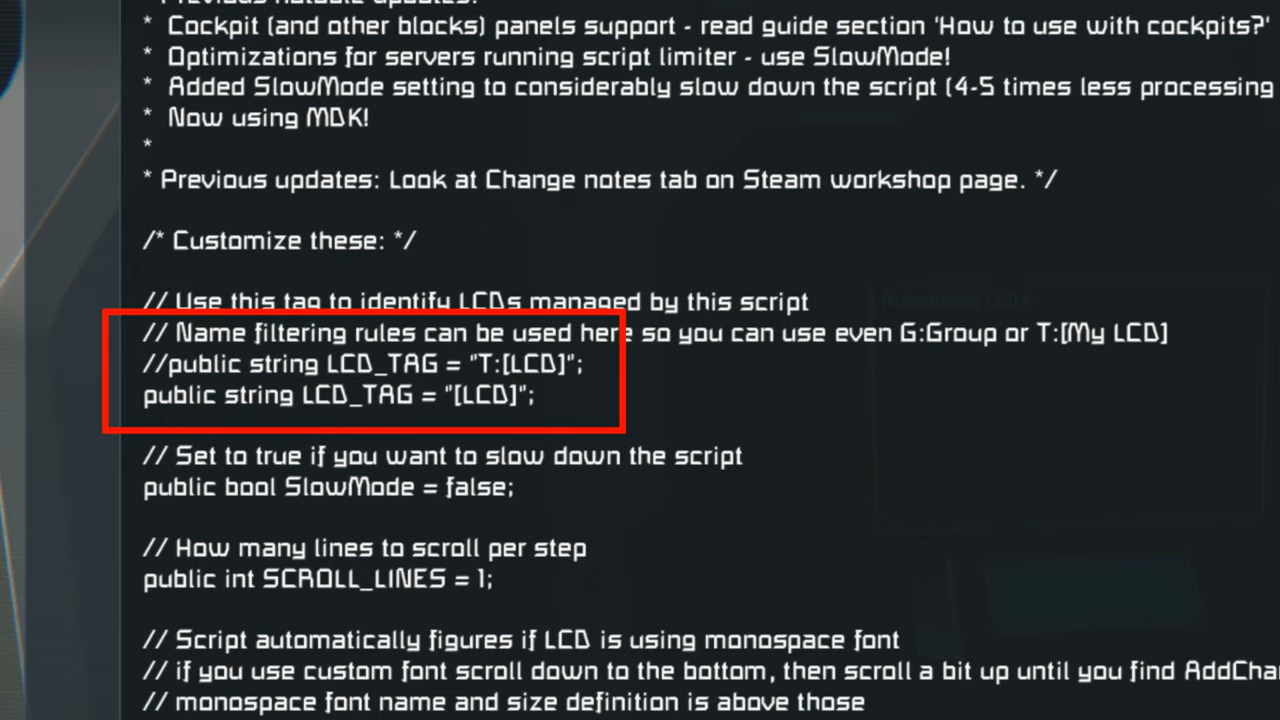 * Cockpit (and other blocks) panels support - read guide section 'How to use with cockpits?'
* Optimizations for servers running script limiter - use SlowMode!
* Added SlowMode setting to considerably slow down the script (4-5 times less processing
* Now using MDK!
*
* Previous updates: Look at Change notes tab on Steam workshop page. */
/* Customize these: */
// Use this tag to identify LCDs managed by this script
// Name filtering rules can be used here so you can use even G:Group or T:[My LCD]
//public string LCD_TAG = "T:[LCD]";
public string LCD_TAG = "[LCD]";
// Set to true if you want to slow down the script
public bool SlowMode = false;
// How many lines to scroll per step
public int SCROLL_LINES = 1;
// Script automatically figures if LCD is using monospace font
// if you use custom font scroll down to the bottom, then scroll a bit up until you find AddCha
// monospace font name and size definition is above those